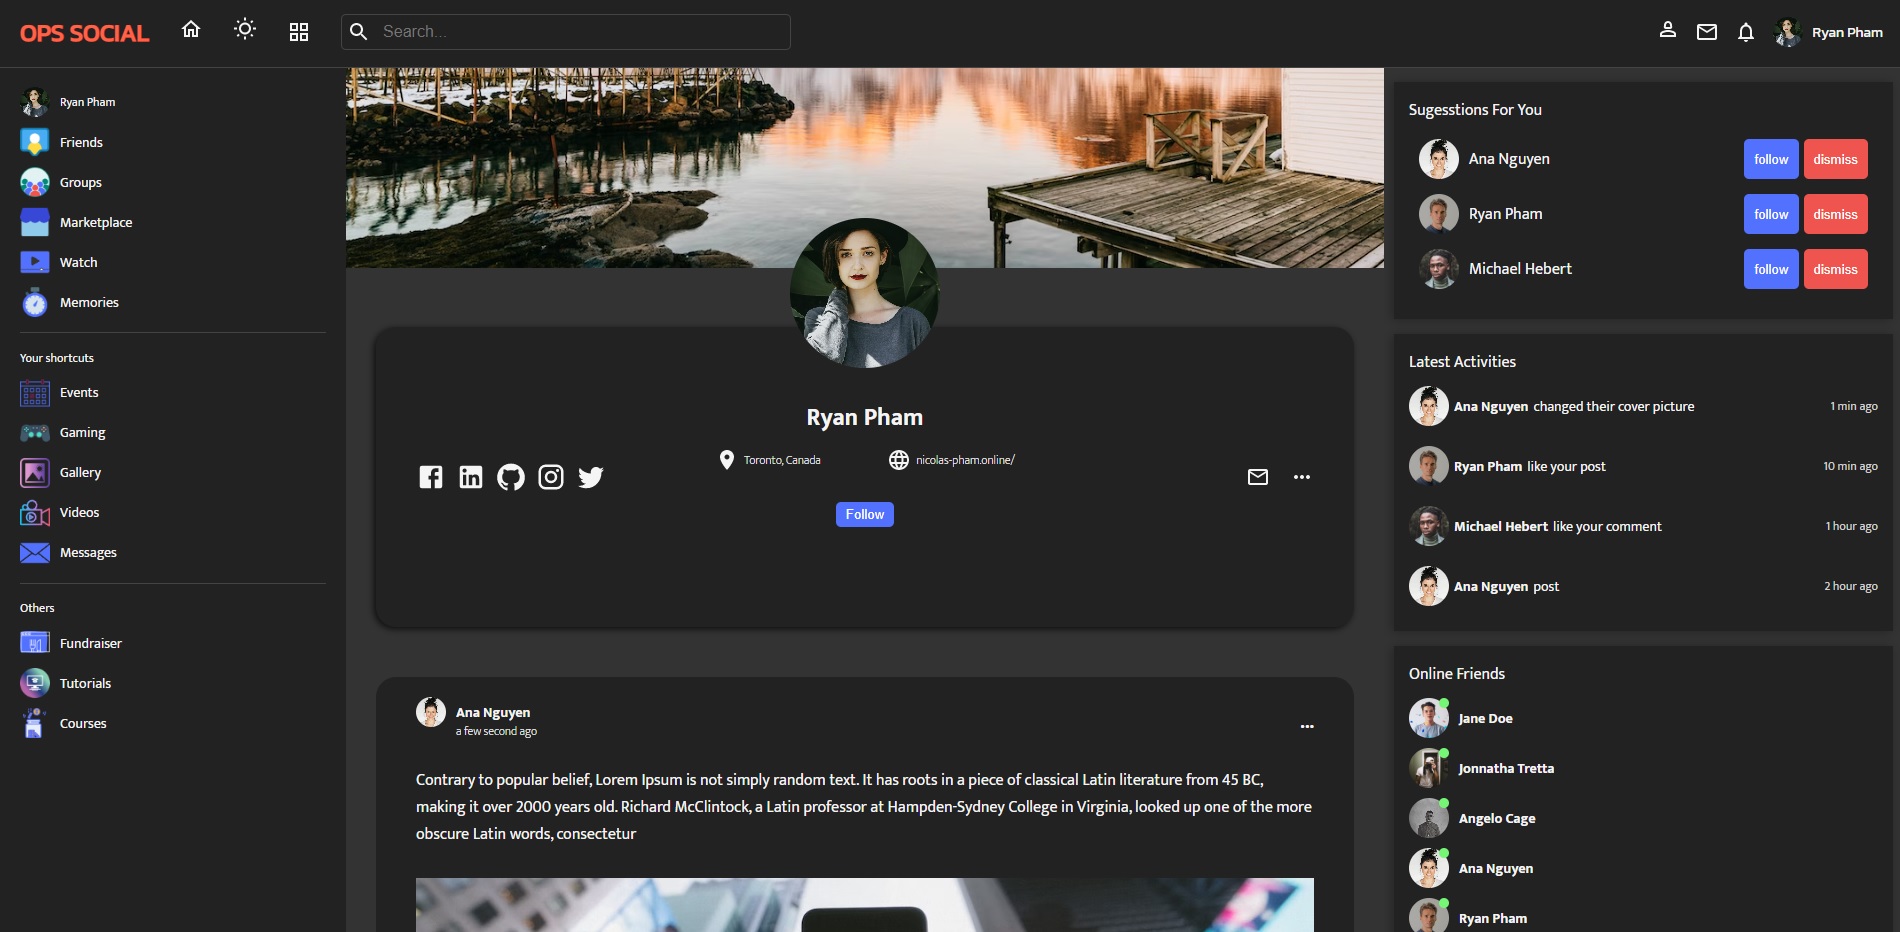 OPS SOCIAL
Search...
Ryan Pham
Ryan Pham
Friends
Groups
Marketplace
Watch
Memories
Your shortcuts
Events
Gaming
Gallery
Videos
Messages
Others
Fundraiser
Tutorials
Courses
Ryan Pham
Toronto, Canada
nicolas-pham.online/
Follow
Ana Nguyen
a few second ago
Contrary to popular belief, Lorem Ipsum is not simply random text. It has roots in a piece of classical Latin literature from 45 BC,
making it over 2000 years old. Richard McClintock, a Latin professor at Hampden-Sydney College in Virginia, looked up one of the more
obscure Latin words, consectetur
Sugesstions For You
Ana Nguyen follow dismiss
Ryan Pham follow dismiss
Michael Hebert follow dismiss
Latest Activities
Ana Nguyen changed their cover picture 1 min ago
Ryan Pham like your post 10 min ago
Michael Hebert like your comment 1 hour ago
Ana Nguyen post 2 hour ago
Online Friends
Jane Doe
Jonnatha Tretta
Angelo Cage
Ana Nguyen
Ryan Pham